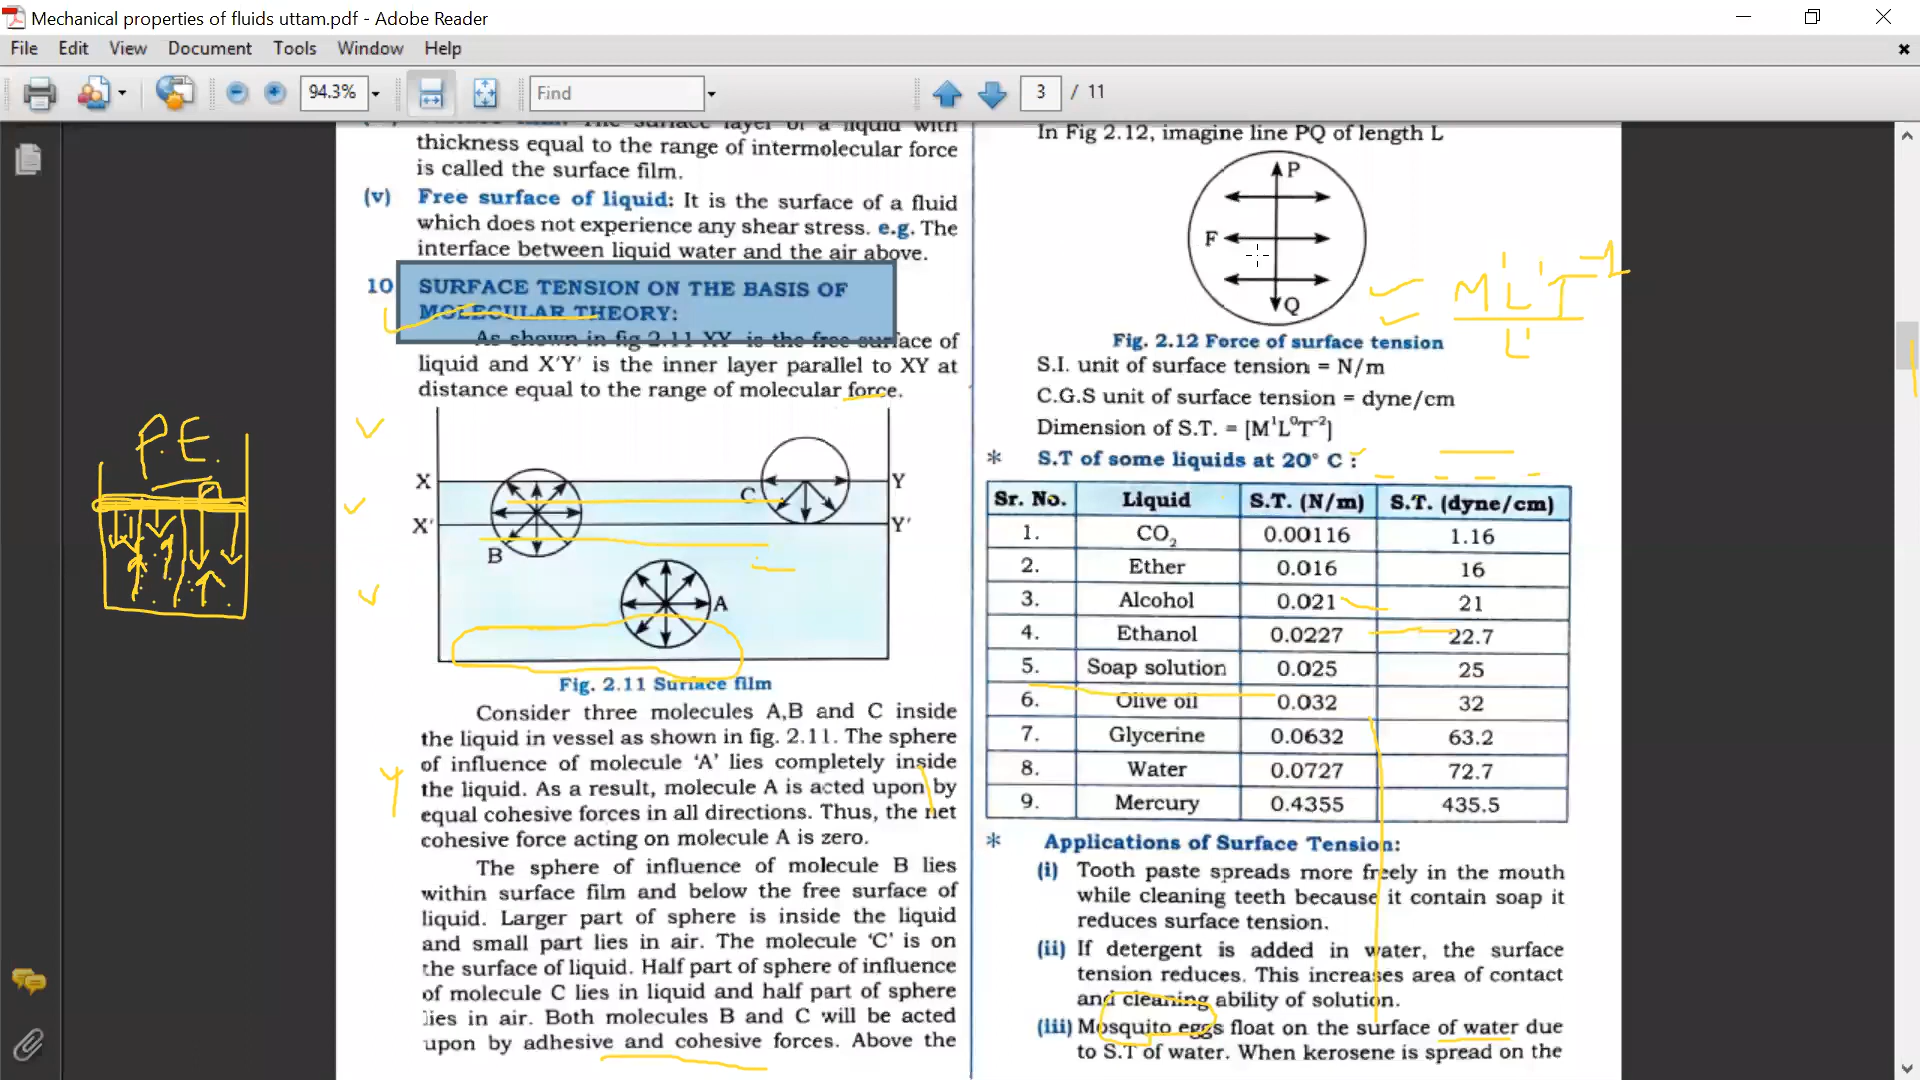 Mechanical properties of fluids uttam.pdf - Adobe Reader
File Edit View Document Tools Window Help
94.3% Find 3 / 11
thickness equal to the range of intermolecular force
is called the surface film.
(v) Free surface of liquid: It is the surface of a fluid
which does not experience any shear stress. e.g. The
interface between liquid water and the air above.
10 SURFACE TENSION ON THE BASIS OF
MOLECULAR THEORY:
As shown in fig 2.11 XY is the free surface of
liquid and X'Y' is the inner layer parallel to XY at
distance equal to the range of molecular force.
P.E.
X Y
C
X' Y'
B
A
Fig. 2.11 Surface film
Consider three molecules A,B and C inside
the liquid in vessel as shown in fig. 2.11. The sphere
of influence of molecule 'A' lies completely inside
the liquid. As a result, molecule A is acted upon by
equal cohesive forces in all directions. Thus, the net
cohesive force acting on molecule A is zero.
The sphere of influence of molecule B lies
within surface film and below the free surface of
liquid. Larger part of sphere is inside the liquid
and small part lies in air. The molecule 'C' is on
the surface of liquid. Half part of sphere of influence
of molecule C lies in liquid and half part of sphere
lies in air. Both molecules B and C will be acted
upon by adhesive and cohesive forces. Above the
In Fig 2.12, imagine line PQ of length L
P
F
Q
M¹L¹T⁻¹
L¹
Fig. 2.12 Force of surface tension
S.I. unit of surface tension = N/m
C.G.S unit of surface tension = dyne/cm
Dimension of S.T. = [M¹L⁰T⁻²]
* S.T of some liquids at 20° C :
Sr. No. Liquid S.T. (N/m) S.T. (dyne/cm)
1. CO₂ 0.00116 1.16
2. Ether 0.016 16
3. Alcohol 0.021 21
4. Ethanol 0.0227 22.7
5. Soap solution 0.025 25
6. Olive oil 0.032 32
7. Glycerine 0.0632 63.2
8. Water 0.0727 72.7
9. Mercury 0.4355 435.5
* Applications of Surface Tension:
(i) Tooth paste spreads more freely in the mouth
while cleaning teeth because it contain soap it
reduces surface tension.
(ii) If detergent is added in water, the surface
tension reduces. This increases area of contact
and cleaning ability of solution.
(iii) Mosquito eggs float on the surface of water due
to S.T of water. When kerosene is spread on the